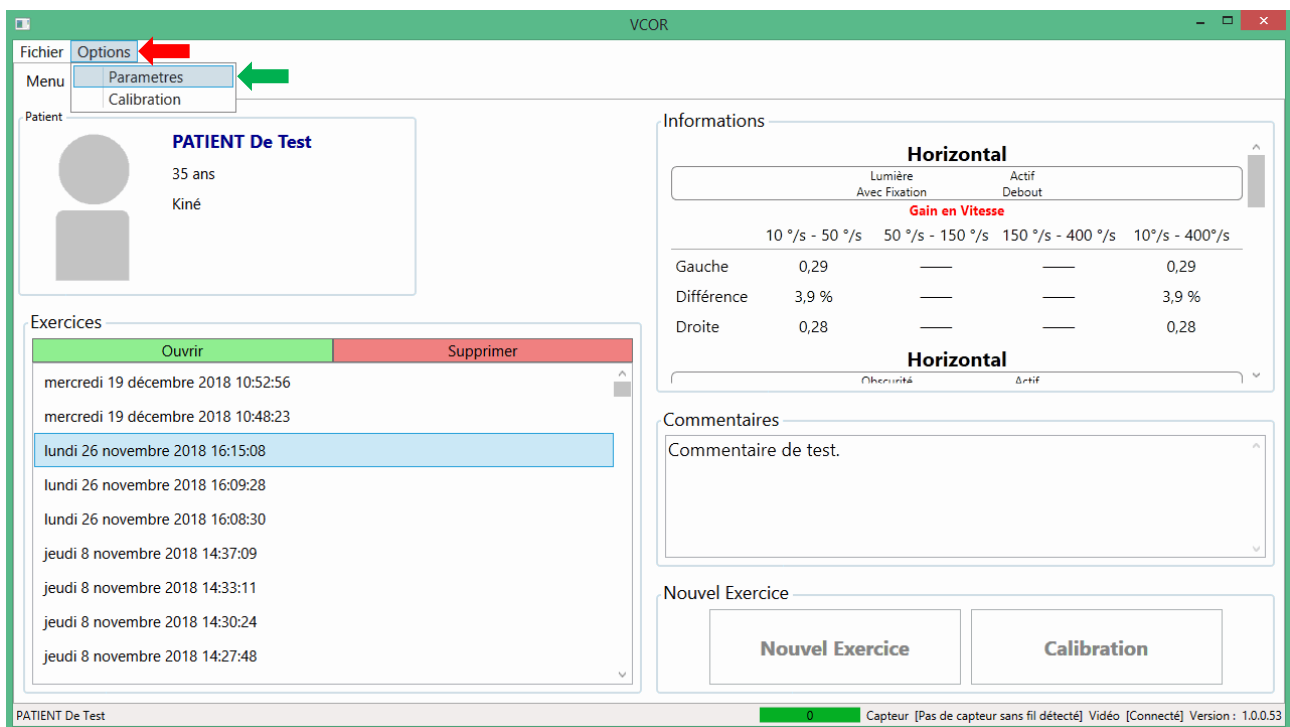 VCOR
Fichier Options
Menu
Parametres
Calibration
Patient
PATIENT De Test
35 ans
Kiné
Exercices
Ouvrir Supprimer
mercredi 19 décembre 2018 10:52:56
mercredi 19 décembre 2018 10:48:23
lundi 26 novembre 2018 16:15:08
lundi 26 novembre 2018 16:09:28
lundi 26 novembre 2018 16:08:30
jeudi 8 novembre 2018 14:37:09
jeudi 8 novembre 2018 14:33:11
jeudi 8 novembre 2018 14:30:24
jeudi 8 novembre 2018 14:27:48
Informations
Horizontal
Lumière Actif
Avec Fixation Debout
Gain en Vitesse
10 °/s - 50 °/s 50 °/s - 150 °/s 150 °/s - 400 °/s 10°/s - 400°/s
Gauche 0,29 —— —— 0,29
Différence 3,9 % —— —— 3,9 %
Droite 0,28 —— —— 0,28
Horizontal
Obscurité Actif
Commentaires
Commentaire de test.
Nouvel Exercice
Nouvel Exercice Calibration
PATIENT De Test 0 Capteur [Pas de capteur sans fil détecté] Vidéo [Connecté] Version : 1.0.0.53